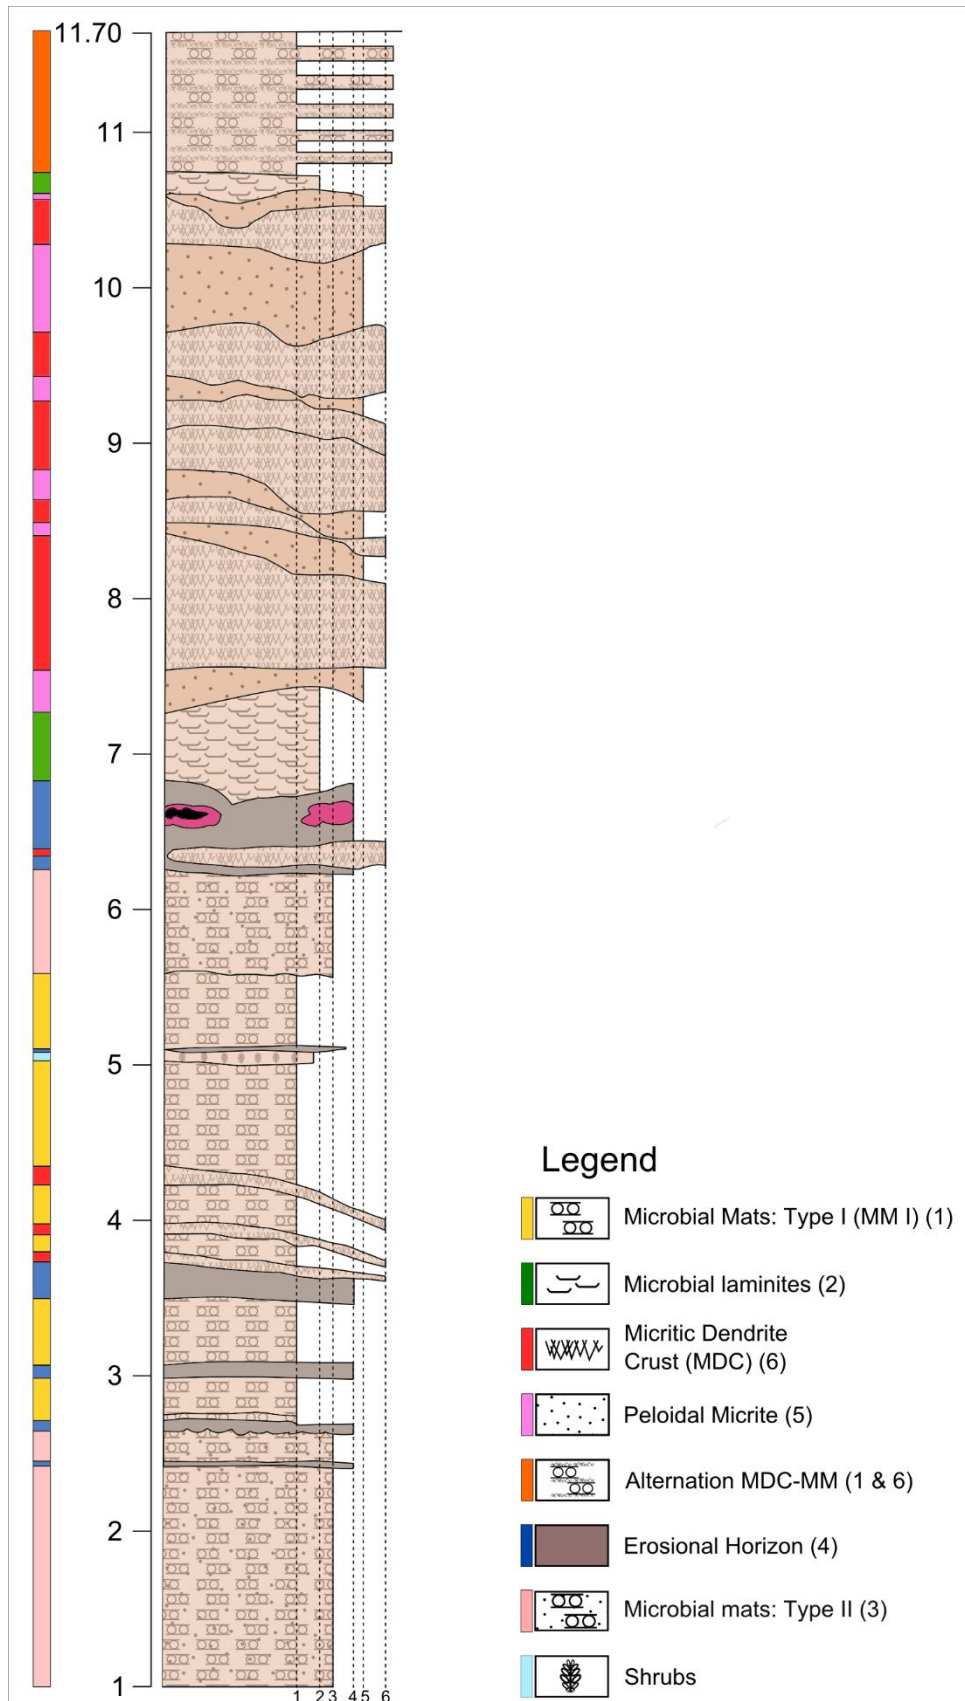 11.70
11
10
9
8
7
6
5
4
3
2
1
1 2 3 4 5 6
Legend
Microbial Mats: Type I (MM I) (1)
Microbial laminites (2)
Micritic Dendrite
Crust (MDC) (6)
Peloidal Micrite (5)
Alternation MDC-MM (1 & 6)
Erosional Horizon (4)
Microbial mats: Type II (3)
Shrubs